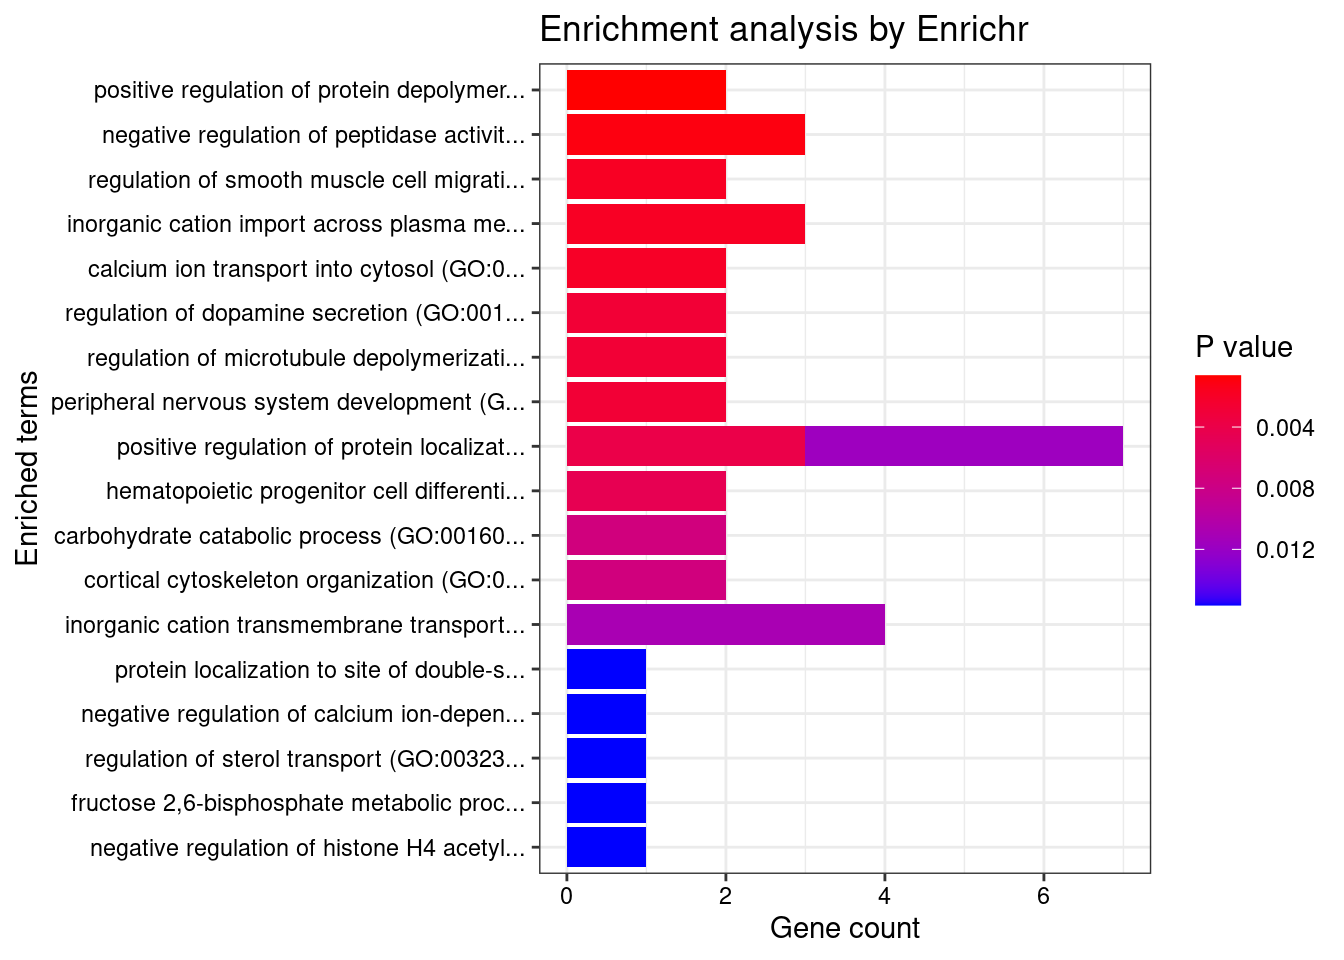 Enrichment analysis by Enrichr
positive regulation of protein depolymer...
negative regulation of peptidase activit...
regulation of smooth muscle cell migrati...
inorganic cation import across plasma me...
calcium ion transport into cytosol (GO:0...
regulation of dopamine secretion (GO:001...
regulation of microtubule depolymerizati...
peripheral nervous system development (G...
positive regulation of protein localizat...
hematopoietic progenitor cell differenti...
carbohydrate catabolic process (GO:00160...
cortical cytoskeleton organization (GO:0...
inorganic cation transmembrane transport...
protein localization to site of double-s...
negative regulation of calcium ion-depen...
regulation of sterol transport (GO:00323...
fructose 2,6-bisphosphate metabolic proc...
negative regulation of histone H4 acetyl...
Enriched terms
0 2 4 6
Gene count
P value
0.004
0.008
0.012